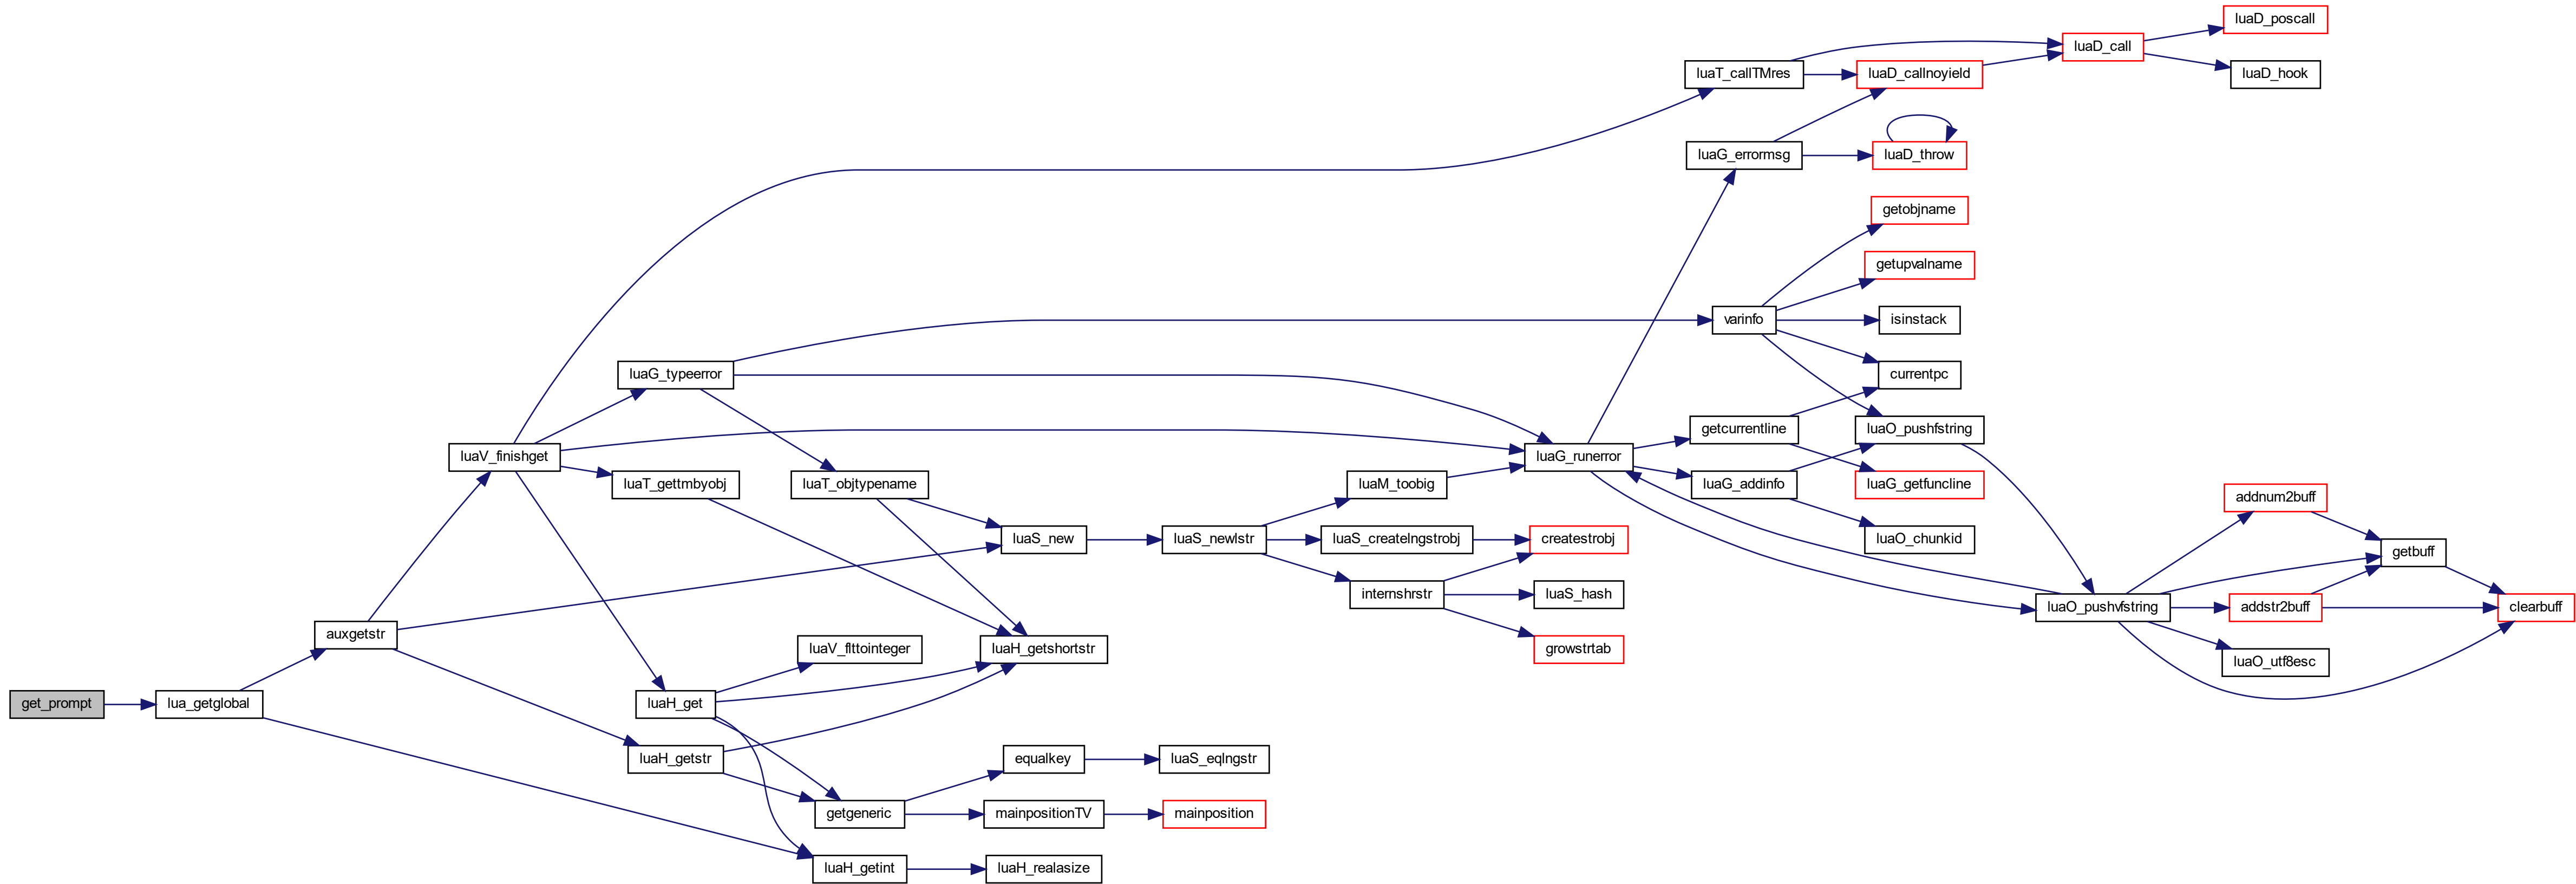 luaD_poscall
luaD_call
luaT_callTMres
luaD_callnoyield
luaD_hook
luaG_errormsg
luaD_throw
getobjname
getupvalname
varinfo
isinstack
luaG_typeerror
currentpc
getcurrentline
luaO_pushfstring
luaV_finishget
luaG_runerror
luaT_gettmbyobj
luaT_objtypename
luaM_toobig
luaG_addinfo
luaG_getfuncline
addnum2buff
luaS_new
luaS_newlstr
luaS_createlngstrobj
createstrobj
luaO_chunkid
getbuff
internshrstr
luaS_hash
luaO_pushvfstring
addstr2buff
clearbuff
auxgetstr
luaV_flttointeger
luaH_getshortstr
growstrtab
luaO_utf8esc
get_prompt
lua_getglobal
luaH_get
luaH_getstr
equalkey
luaS_eqlngstr
getgeneric
mainpositionTV
mainposition
luaH_getint
luaH_realasize